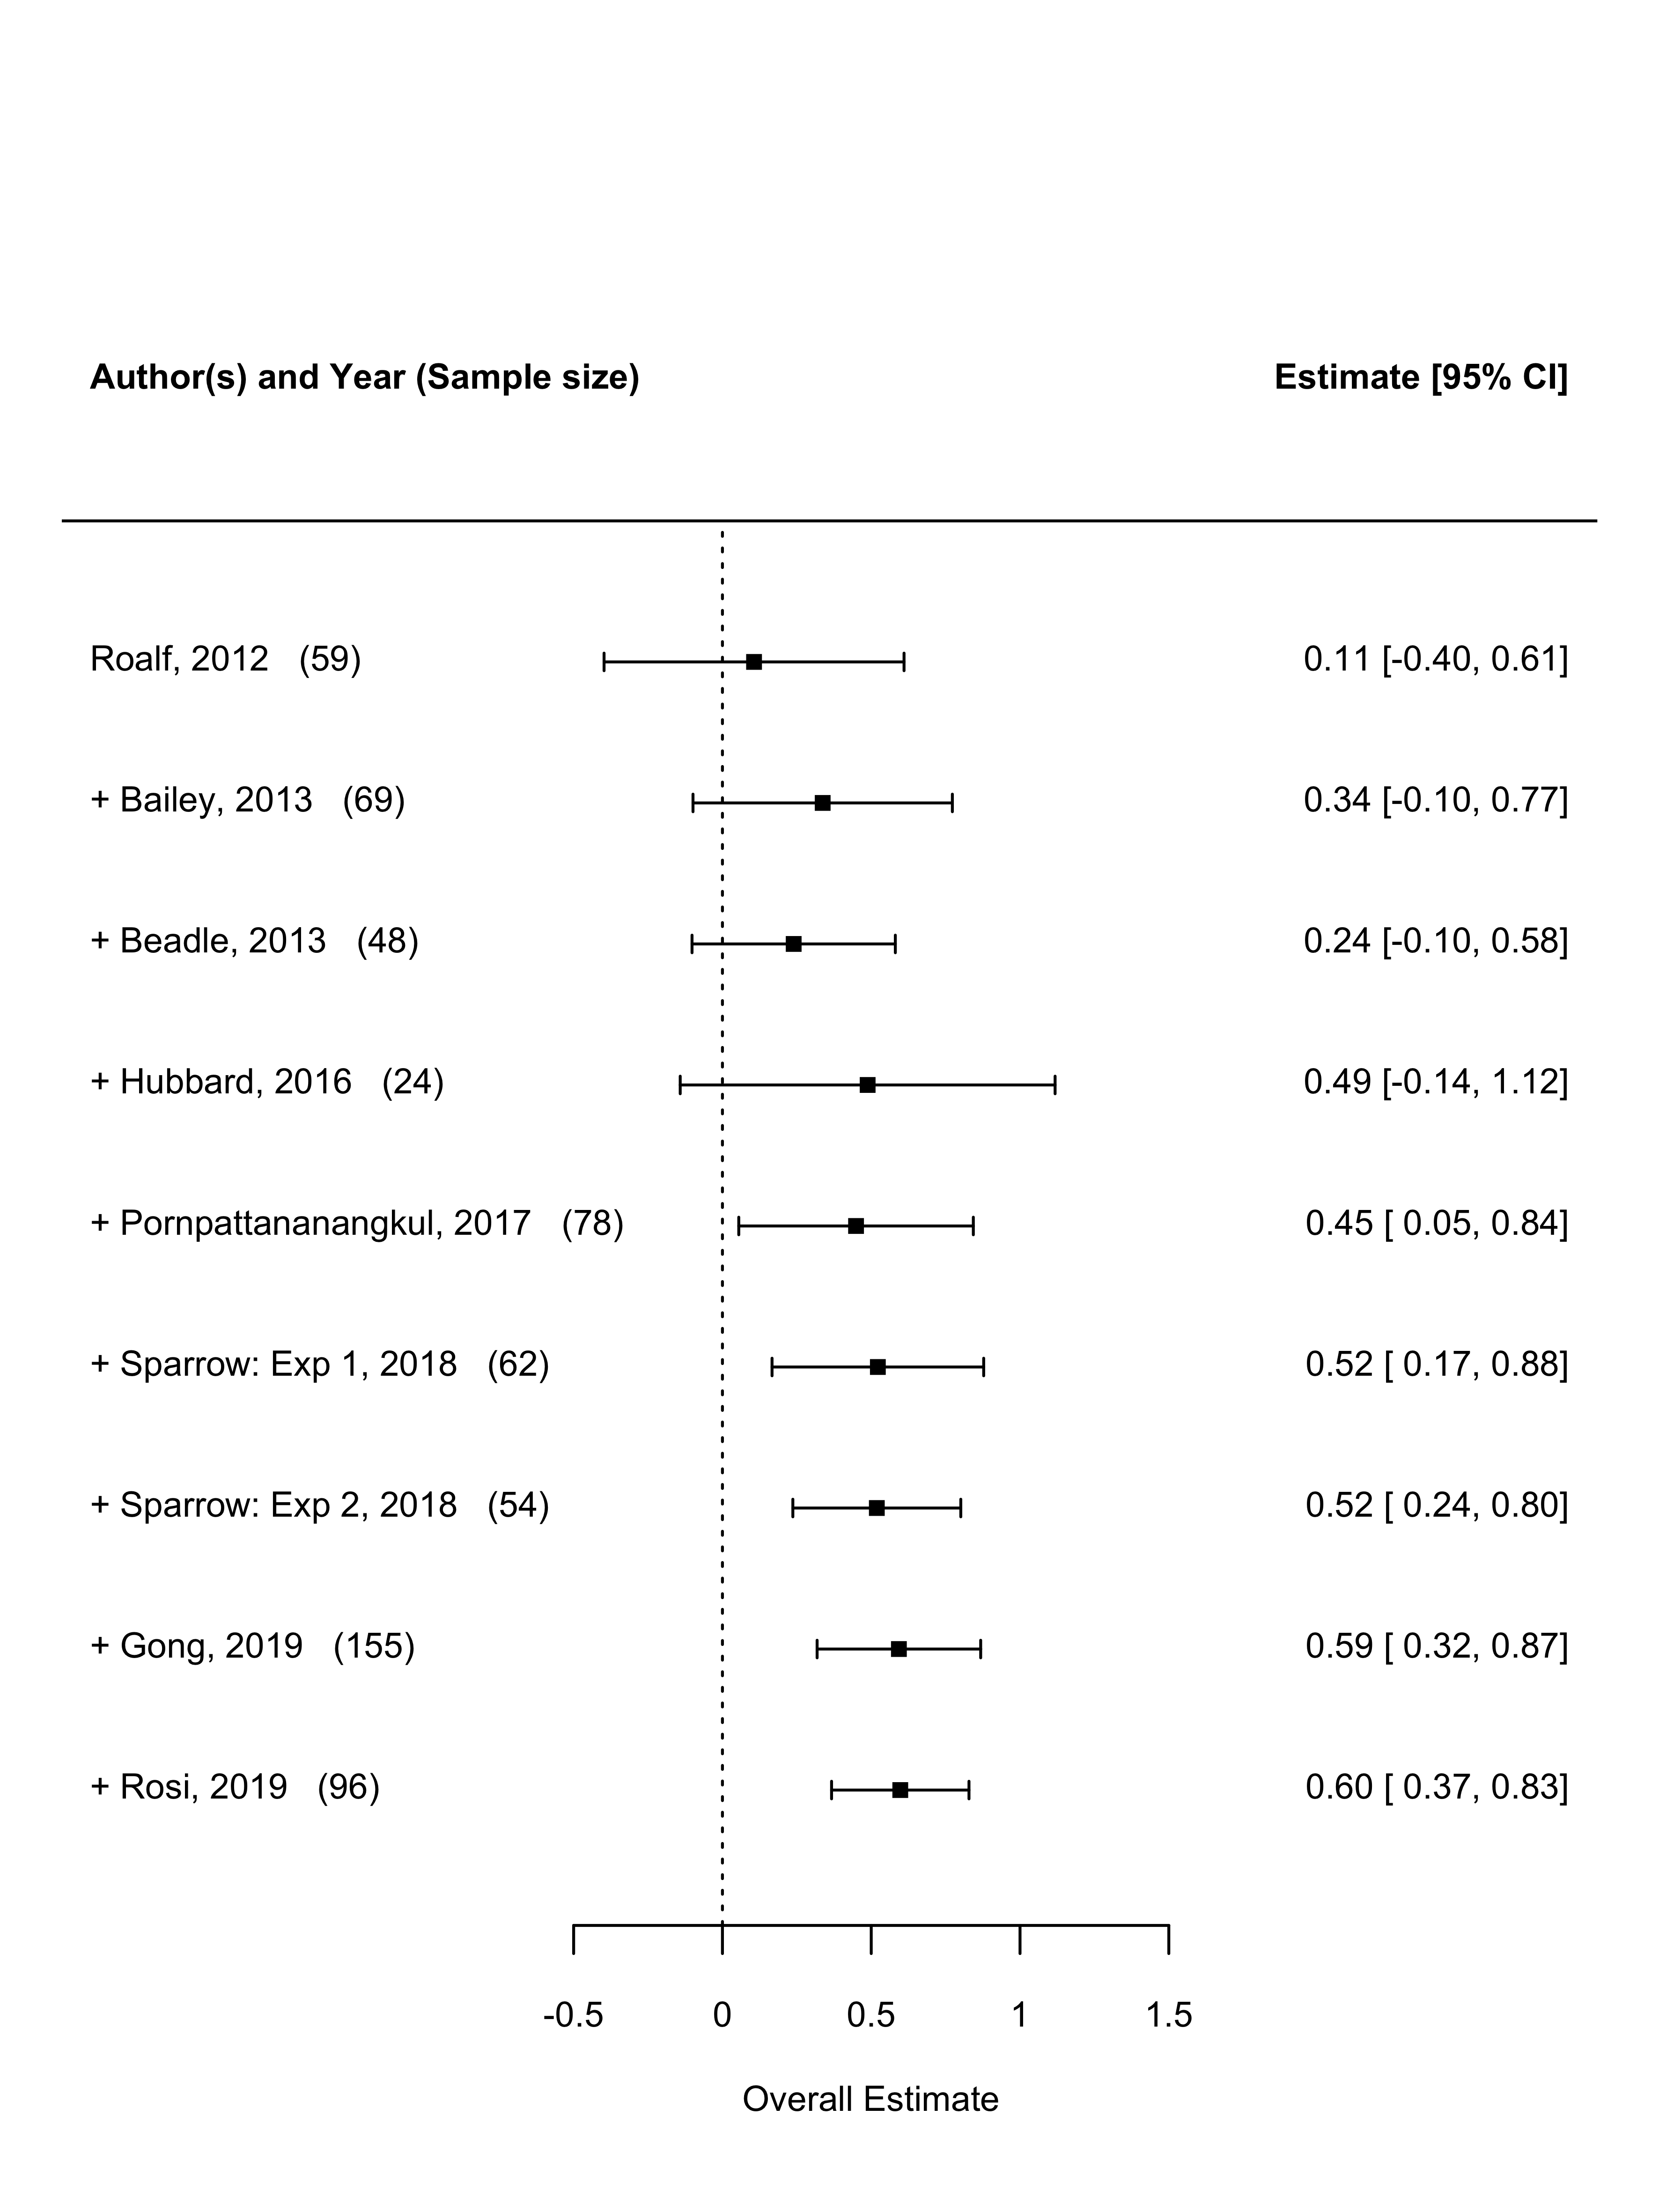 Author(s) and Year (Sample size) Estimate [95% CI]
Roalf, 2012 (59) 0.11 [-0.40, 0.61]
+ Bailey, 2013 (69) 0.34 [-0.10, 0.77]
+ Beadle, 2013 (48) 0.24 [-0.10, 0.58]
+ Hubbard, 2016 (24) 0.49 [-0.14, 1.12]
+ Pornpattananangkul, 2017 (78) 0.45 [ 0.05, 0.84]
+ Sparrow: Exp 1, 2018 (62) 0.52 [ 0.17, 0.88]
+ Sparrow: Exp 2, 2018 (54) 0.52 [ 0.24, 0.80]
+ Gong, 2019 (155) 0.59 [ 0.32, 0.87]
+ Rosi, 2019 (96) 0.60 [ 0.37, 0.83]
-0.5 0 0.5 1 1.5
Overall Estimate